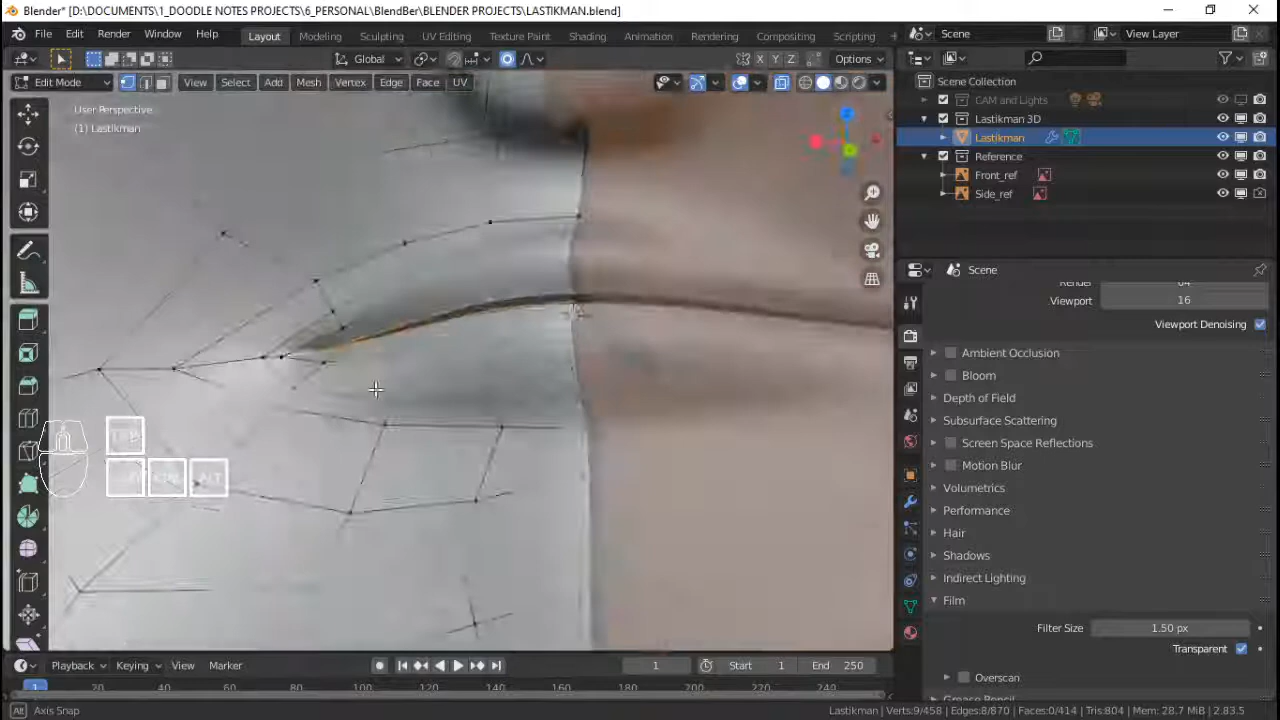 Blender* [D:\DOCUMENTS\1_DOODLE NOTES PROJECTS\6_PERSONAL\BlendBer\BLENDER PROJECTS\LASTIKMAN.blend]
File Edit Render Window Help Layout Modeling Sculpting UV Editing Texture Paint Shading Animation Rendering Compositing Scripting + Scene View Layer
Global X Y Z Options
Edit Mode View Select Add Mesh Vertex Edge Face UV
Scene Collection
CAM and Lights
Lastikman 3D
Lastikman
Reference
Front_ref
Side_ref
User Perspective
(1) Lastikman
Scene
Render 64
Viewport 16
Viewport Denoising
Ambient Occlusion
Bloom
Depth of Field
Subsurface Scattering
Screen Space Reflections
Motion Blur
Volumetrics
Performance
Hair
Shadows
Indirect Lighting
Film
Filter Size 1.50 px
Transparent
Overscan
Grease Pencil
Playback Keying View Marker 1 Start 1 End 250
1 20 40 60 80 100 120 140 160 180 200 220 240
Alt Axis Snap
Lastikman | Verts:9/458 | Edges:8/870 | Faces:0/414 | Tris:804 | Mem: 28.7 MiB | 2.83.5